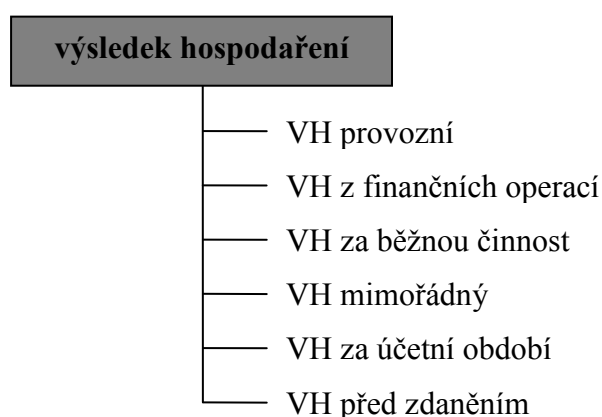 výsledek hospodaření
VH provozní
VH z finančních operací
VH za běžnou činnost
VH mimořádný
VH za účetní období
VH před zdaněním